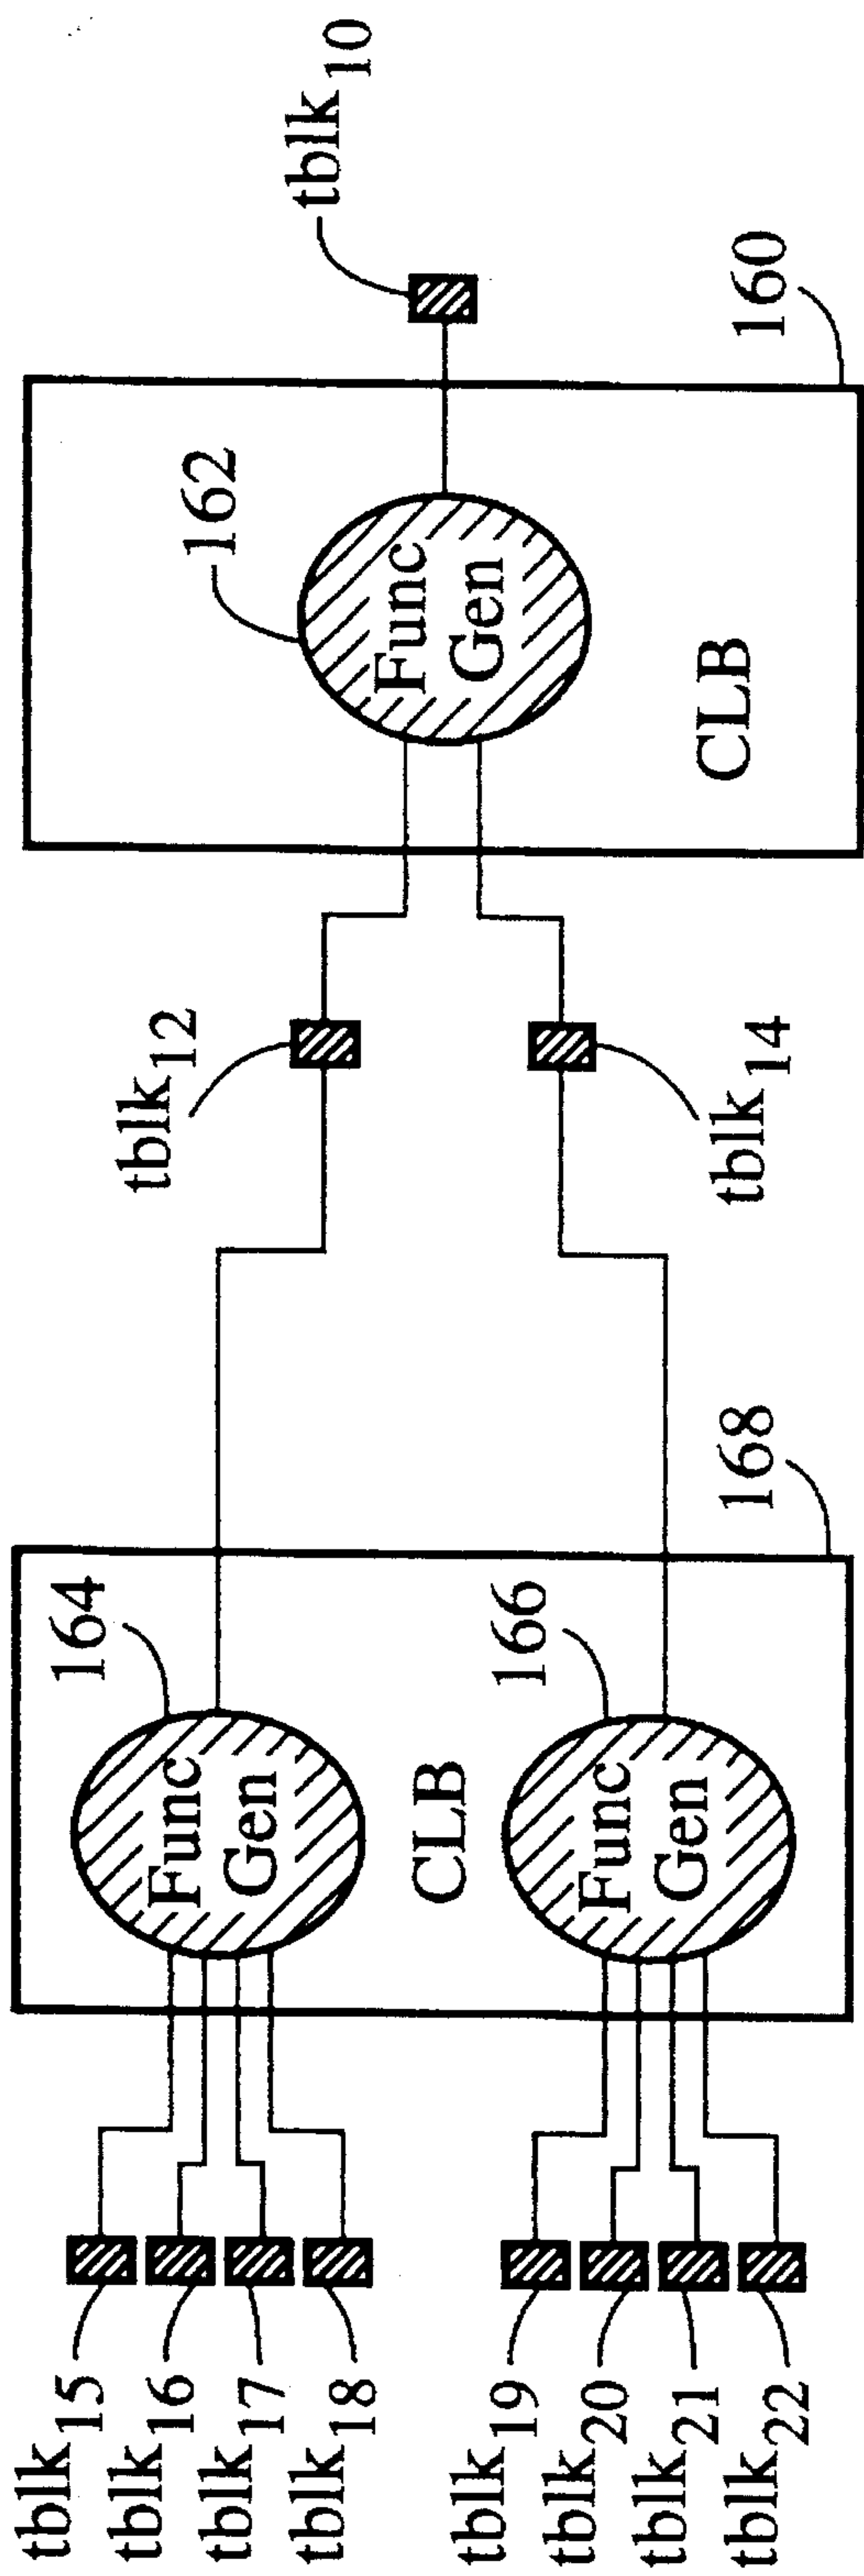 tblk15
tblk16
tblk17
tblk18
tblk19
tblk20
tblk21
tblk22
164
Func
Gen
CLB
166
Func
Gen
168
tblk12
tblk14
162
Func
Gen
CLB
160
tblk10